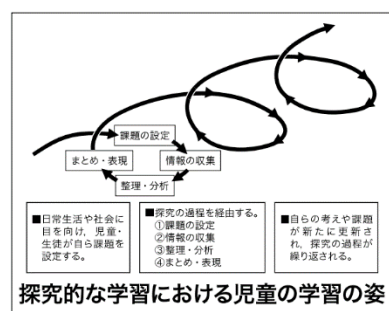 課題の設定
まとめ・表現
情報の収集
整理・分析
■日常生活や社会に
目を向け，児童・
生徒が自ら課題を
設定する。
■探究の過程を経由する。
①課題の設定
②情報の収集
③整理・分析
④まとめ・表現
■自らの考えや課題
が新たに更新さ
れ，探究の過程が
繰り返される。
探究的な学習における児童の学習の姿